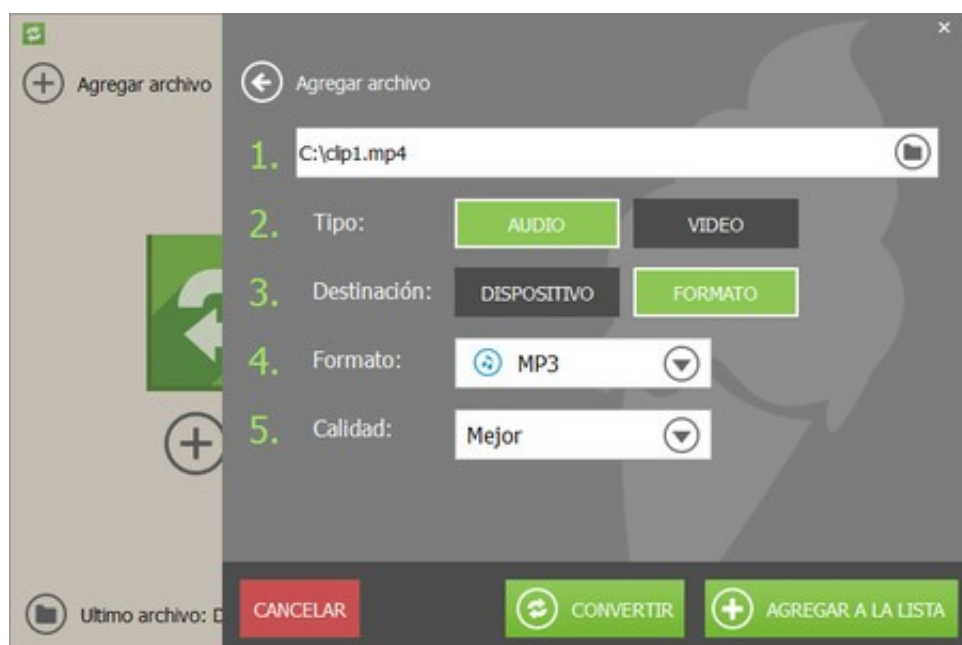 Agregar archivo
Agregar archivo
1. C:\clip1.mp4
2. Tipo: AUDIO VIDEO
3. Destinación: DISPOSITIVO FORMATO
4. Formato: MP3
5. Calidad: Mejor
Ultimo archivo: D
CANCELAR CONVERTIR AGREGAR A LA LISTA